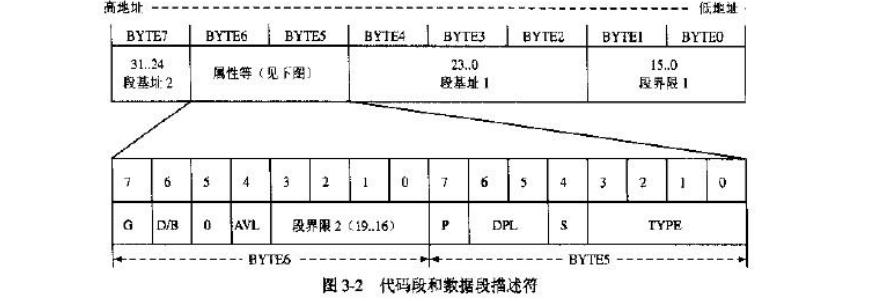 高地址 低地址
BYTE7 BYTE6 BYTE5 BYTE4 BYTE3 BYTE2 BYTE1 BYTE0
31..24 23..0 15..0
段基址 2 属性等（见下图） 段基址 1 段界限 1
7 6 5 4 3 2 1 0 7 6 5 4 3 2 1 0
G D/B 0 AVL 段界限 2（19..16） P DPL S TYPE
BYTE6 BYTE5
图 3-2 代码段和数据段描述符